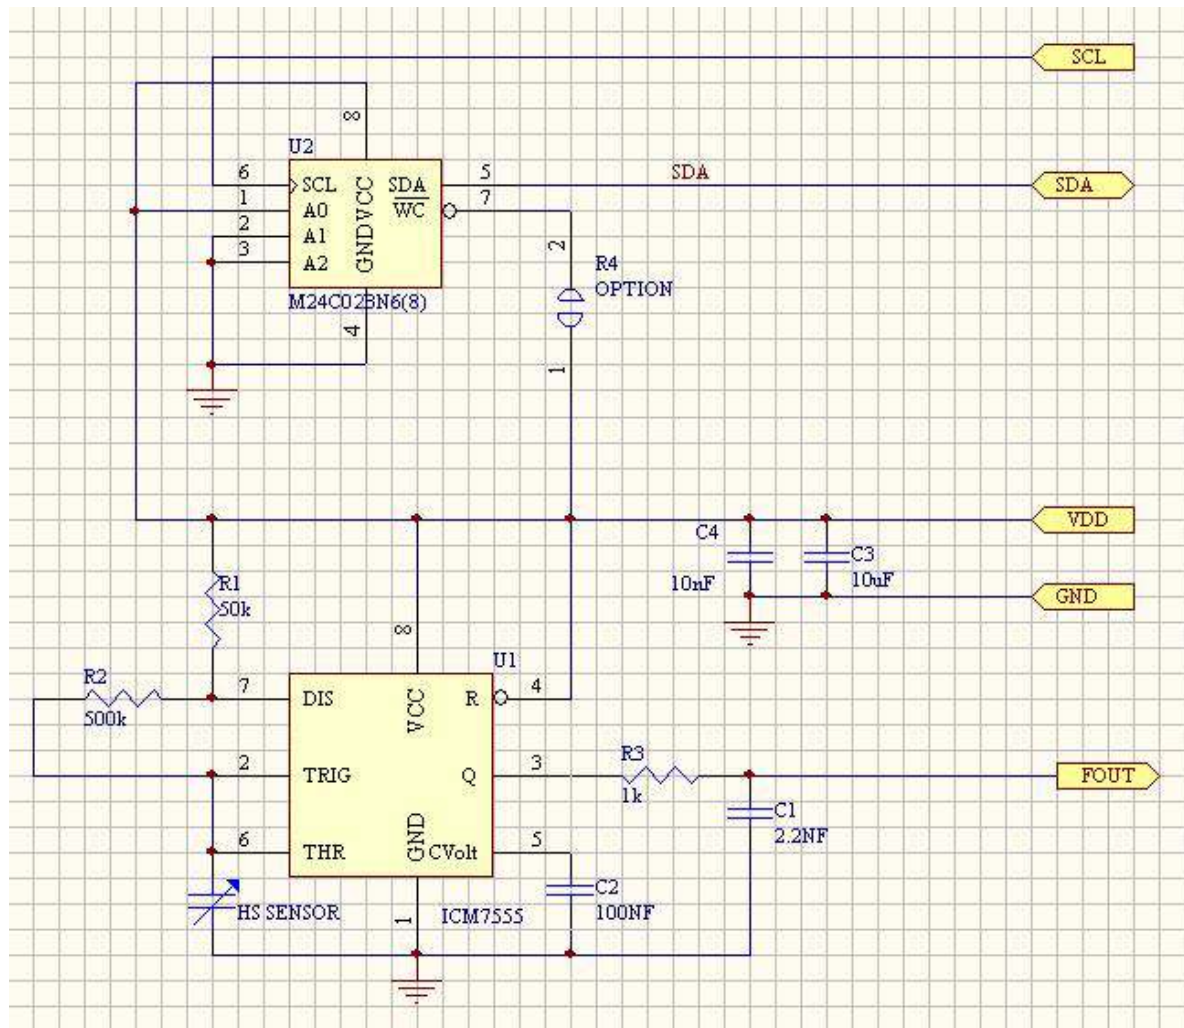 SCL
8
U2
6
SCL
SDA
5
SDA
SDA
1
A0
WC
7
2
A1
3
A2
GND
VCC
M24C02BN6(8)
4
2
R4
OPTION
1
VDD
C4
10nF
C3
10uF
GND
R1
50k
8
U1
R2
500k
7
DIS
VCC
R
4
2
TRIG
Q
3
R3
1k
FOUT
C1
2.2NF
6
THR
GND
CVolt
5
C2
100NF
HS SENSOR
1
ICM7555